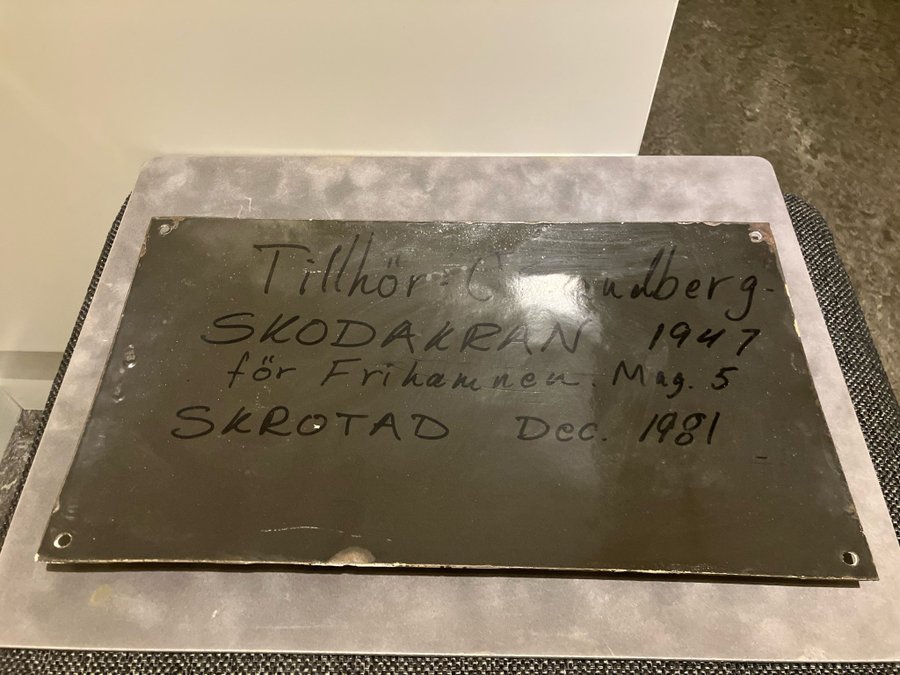 Tillhör:
SKODAKRAN 1947
för Frihamnen. Mag. 5
SKROTAD Dec. 1981